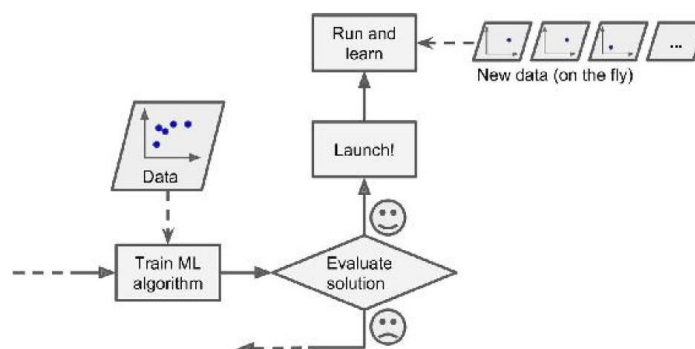 Run and
learn
...
New data (on the fly)
Launch!
Data
Train ML
algorithm
Evaluate
solution